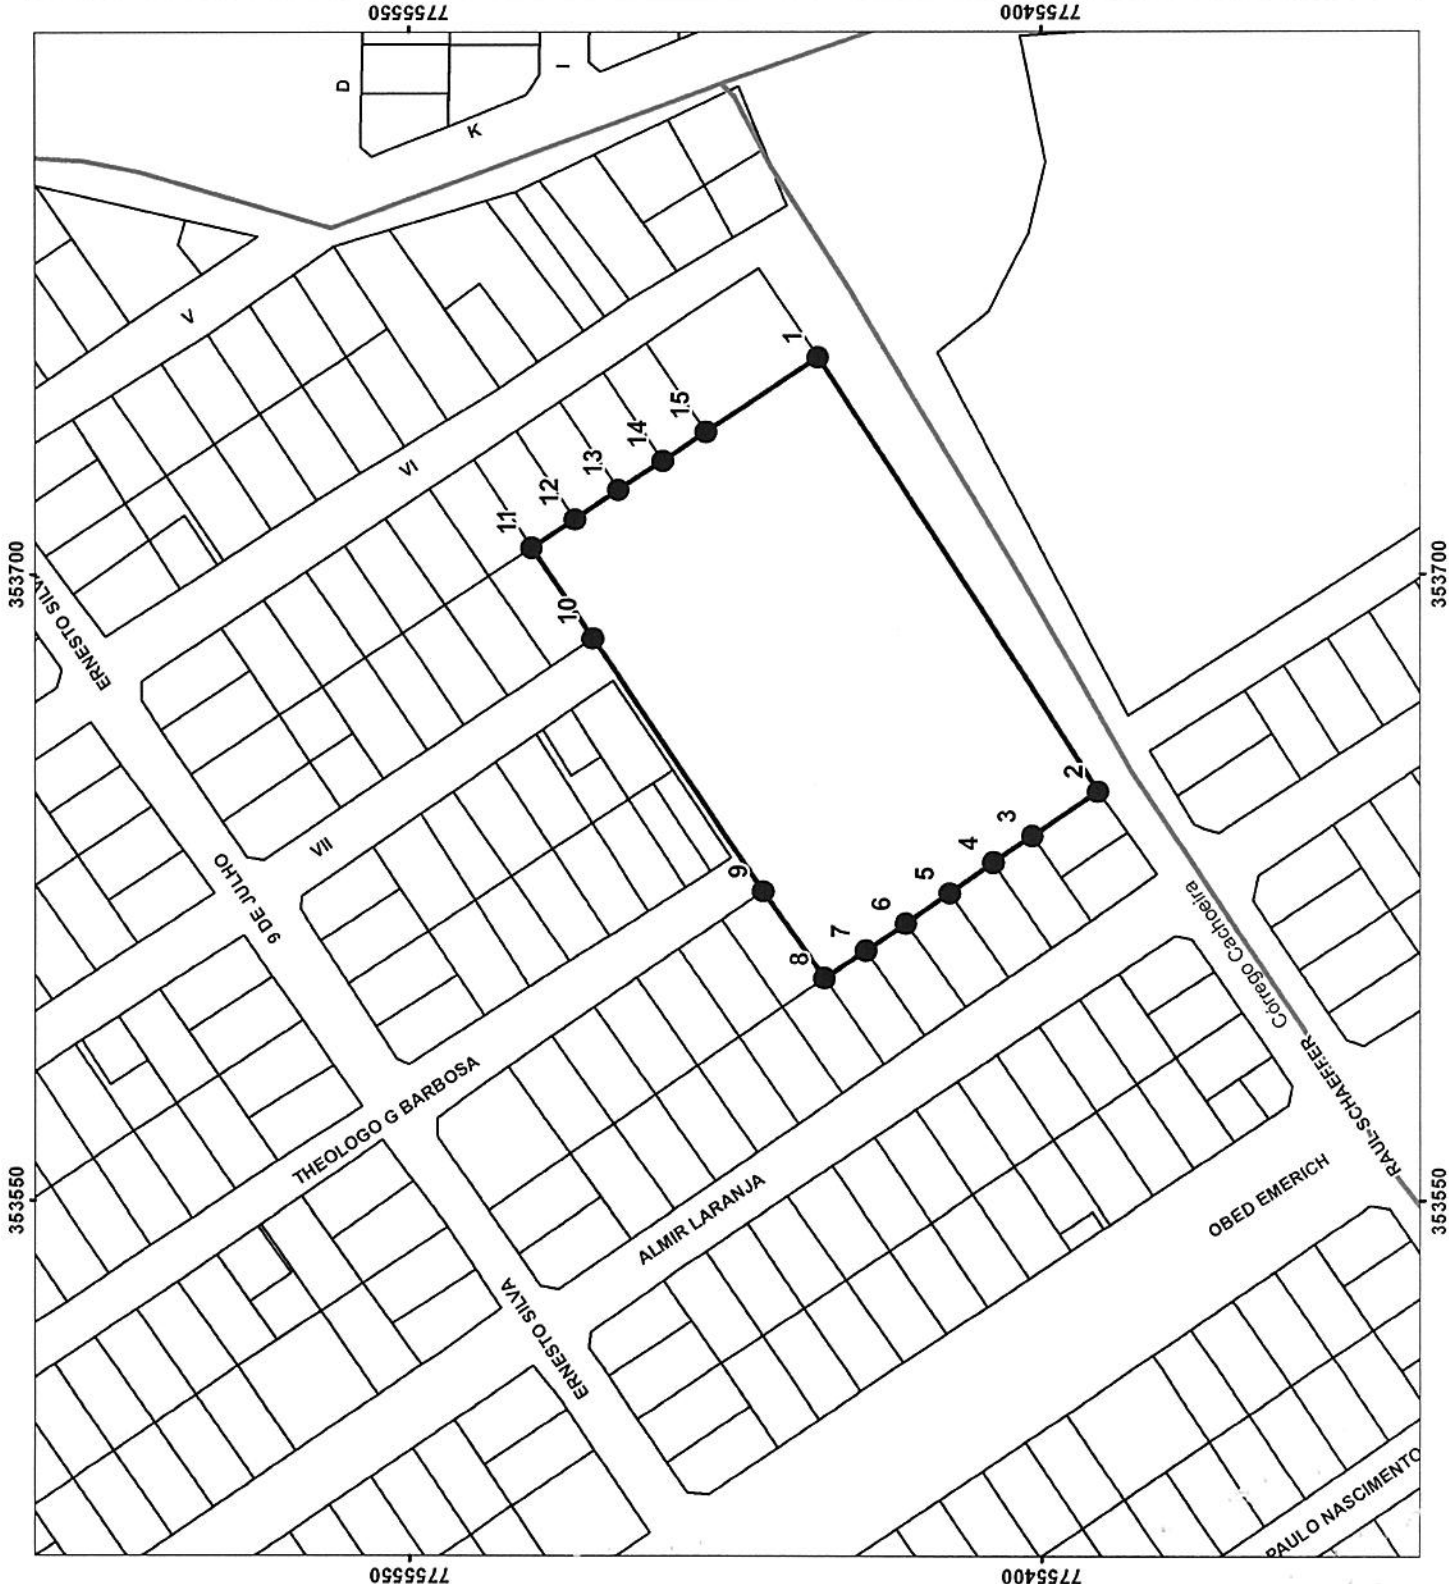 7755550
7755400
D
I
K
V
VI
353700
353700
ERNESTO SILV
1
15
14
13
12
11
10
VII
9 DE JULHO
2
3
4
5
6
7
8
9
Córrego Cachoeira
RAUL SCHAEFFER
THEOLOGO G BARBOSA
ALMIR LARANJA
OBED EMERICH
353550
353550
ERNESTO SILVA
PAULO NASCIMENTO
7755550
7755400